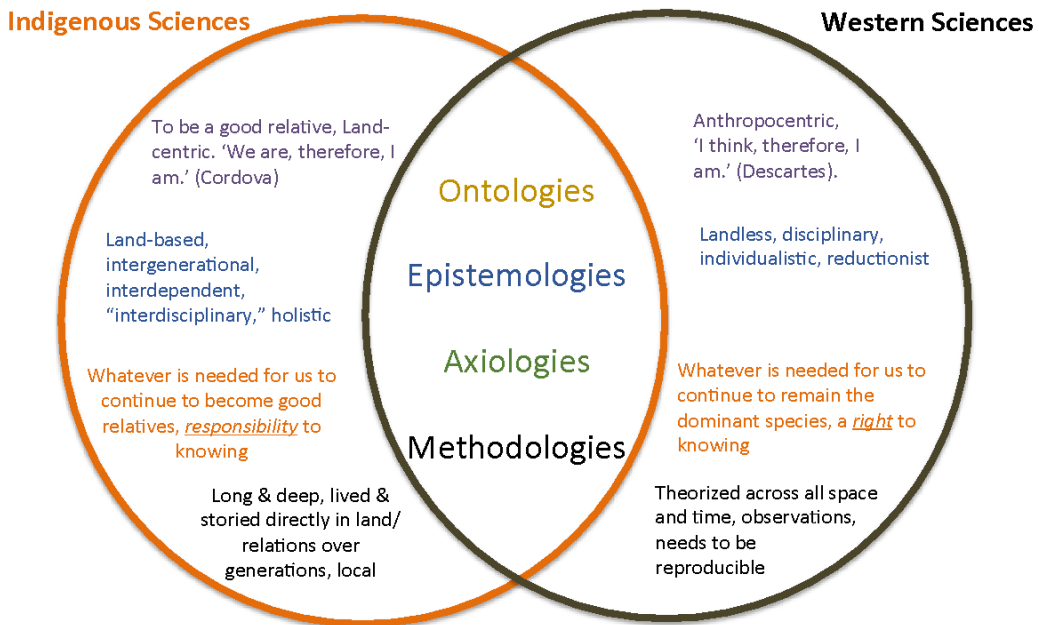 Indigenous Sciences
Western Sciences
To be a good relative, Land-
centric. ‘We are, therefore, I
am.’ (Cordova)
Land-based,
intergenerational,
interdependent,
“interdisciplinary,” holistic
Whatever is needed for us to
continue to become good
relatives, responsibility to
knowing
Long & deep, lived &
storied directly in land/
relations over
generations, local
Ontologies
Epistemologies
Axiologies
Methodologies
Anthropocentric,
‘I think, therefore, I
am.’ (Descartes).
Landless, disciplinary,
individualistic, reductionist
Whatever is needed for us to
continue to remain the
dominant species, a right to
knowing
Theorized across all space
and time, observations,
needs to be
reproducible